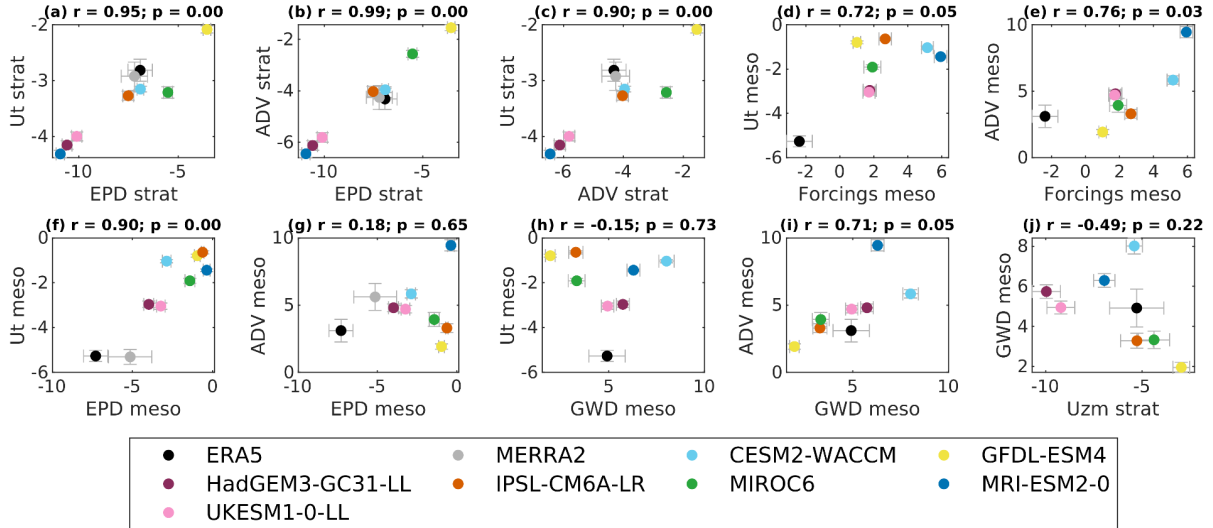 (a) r = 0.95; p = 0.00
(b) r = 0.99; p = 0.00
(c) r = 0.90; p = 0.00
(d) r = 0.72; p = 0.05
(e) r = 0.76; p = 0.03
-2
-3
-4
Ut strat
-10
-5
EPD strat
-2
-4
-6
ADV strat
-10
-5
EPD strat
-2
-3
-4
Ut strat
-6
-4
-2
ADV strat
0
-2
-4
-6
Ut meso
-2
0
2
4
6
Forcings meso
10
5
0
ADV meso
-2
0
2
4
6
Forcings meso
(f) r = 0.90; p = 0.00
(g) r = 0.18; p = 0.65
(h) r = -0.15; p = 0.73
(i) r = 0.71; p = 0.05
(j) r = -0.49; p = 0.22
0
-2
-4
-6
Ut meso
-10
-5
0
EPD meso
10
5
0
ADV meso
-10
-5
0
EPD meso
0
-2
-4
-6
Ut meso
5
10
GWD meso
10
5
0
ADV meso
5
10
GWD meso
8
6
4
2
GWD meso
-10
-5
Uzm strat
ERA5
MERRA2
CESM2-WACCM
GFDL-ESM4
HadGEM3-GC31-LL
IPSL-CM6A-LR
MIROC6
MRI-ESM2-0
UKESM1-0-LL